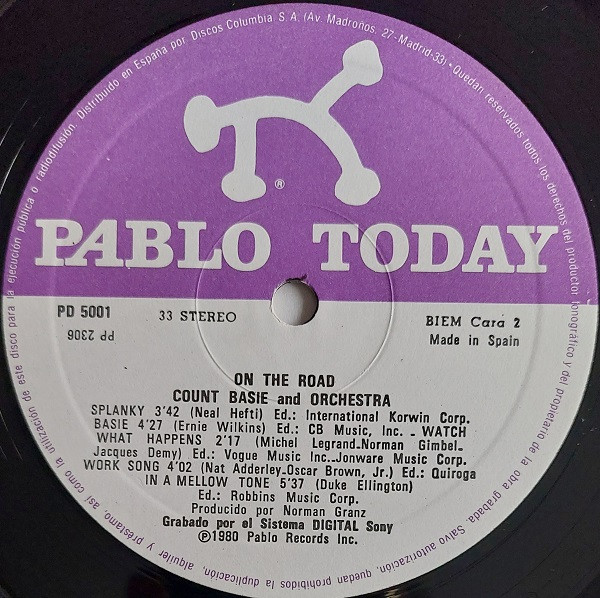 Distribuido en España por Discos Columbia S. A. (Av. Madroños, 27-Madrid-33) • Quedan reservados todos los derechos del productor fonográfico y del propietario de la obra grabada. Salvo autorización, quedan prohibidos la duplicación, alquiler y préstamo, así como la utilización de este disco para la ejecución pública o radiodifusión.
®
PABLO TODAY
PD 5001 33 STEREO BIEM Cara 2
PP 2306 Made in Spain
ON THE ROAD
COUNT BASIE and ORCHESTRA
SPLANKY 3'42 (Neal Hefti) Ed.: International Korwin Corp.
BASIE 4'27 (Ernie Wilkins) Ed.: CB Music, Inc. - WATCH
WHAT HAPPENS 2'17 (Michel Legrand-Norman Gimbel-
Jacques Demy) Ed.: Vogue Music Inc.-Jonware Music Corp.
WORK SONG 4'02 (Nat Adderley-Oscar Brown, Jr.) Ed.: Quiroga
IN A MELLOW TONE 5'37 (Duke Ellington)
Ed.: Robbins Music Corp.
Producido por Norman Granz
Grabado por el Sistema DIGITAL Sony
Ⓟ1980 Pablo Records Inc.